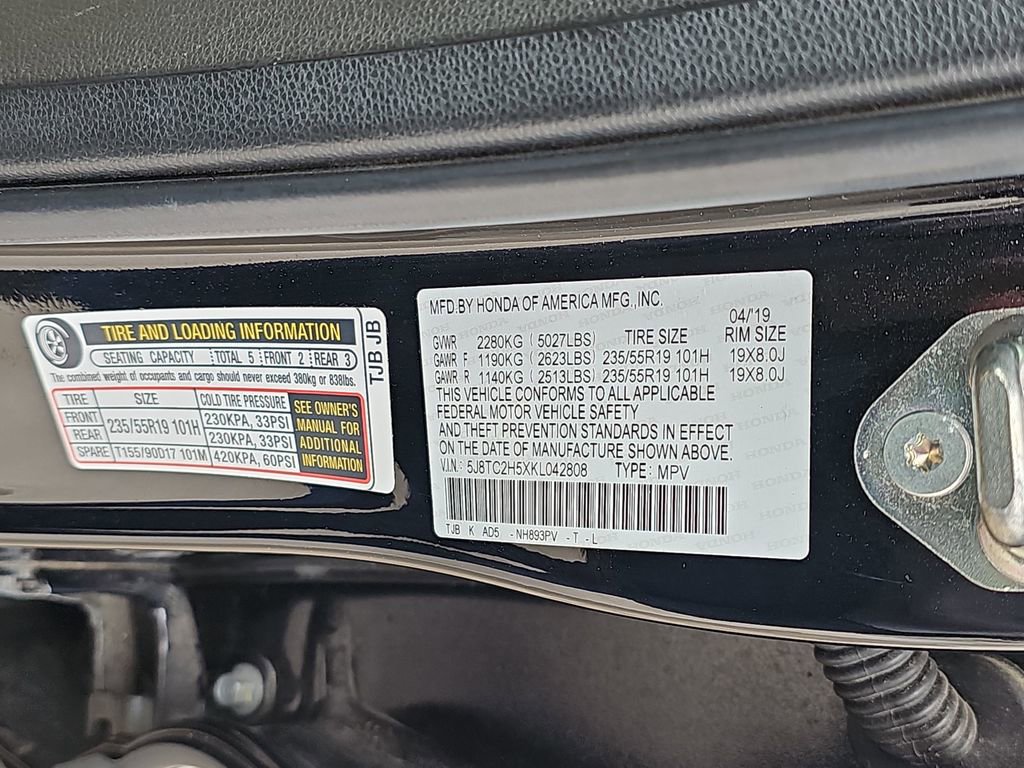 TIRE AND LOADING INFORMATION
SEATING CAPACITY TOTAL 5 FRONT 2 REAR 3
The combined weight of occupants and cargo should never exceed 380kg or 838lbs.
TIRE SIZE COLD TIRE PRESSURE
FRONT 235/55R19 101H 230KPA, 33PSI
REAR 230KPA, 33PSI
SPARE T155/90D17 101M 420KPA, 60PSI
SEE OWNER'S
MANUAL FOR
ADDITIONAL
INFORMATION
TJB JB
MFD.BY HONDA OF AMERICA MFG.,INC.
04/'19
GVWR 2280KG (5027LBS) TIRE SIZE RIM SIZE
GAWR F 1190KG (2623LBS) 235/55R19 101H 19X8.0J
GAWR R 1140KG (2513LBS) 235/55R19 101H 19X8.0J
THIS VEHICLE CONFORMS TO ALL APPLICABLE
FEDERAL MOTOR VEHICLE SAFETY
AND THEFT PREVENTION STANDARDS IN EFFECT
ON THE DATE OF MANUFACTURE SHOWN ABOVE.
V.I.N.: 5J8TC2H5XKL042808 TYPE: MPV
TJB K AD5 -NH893PV -T -L